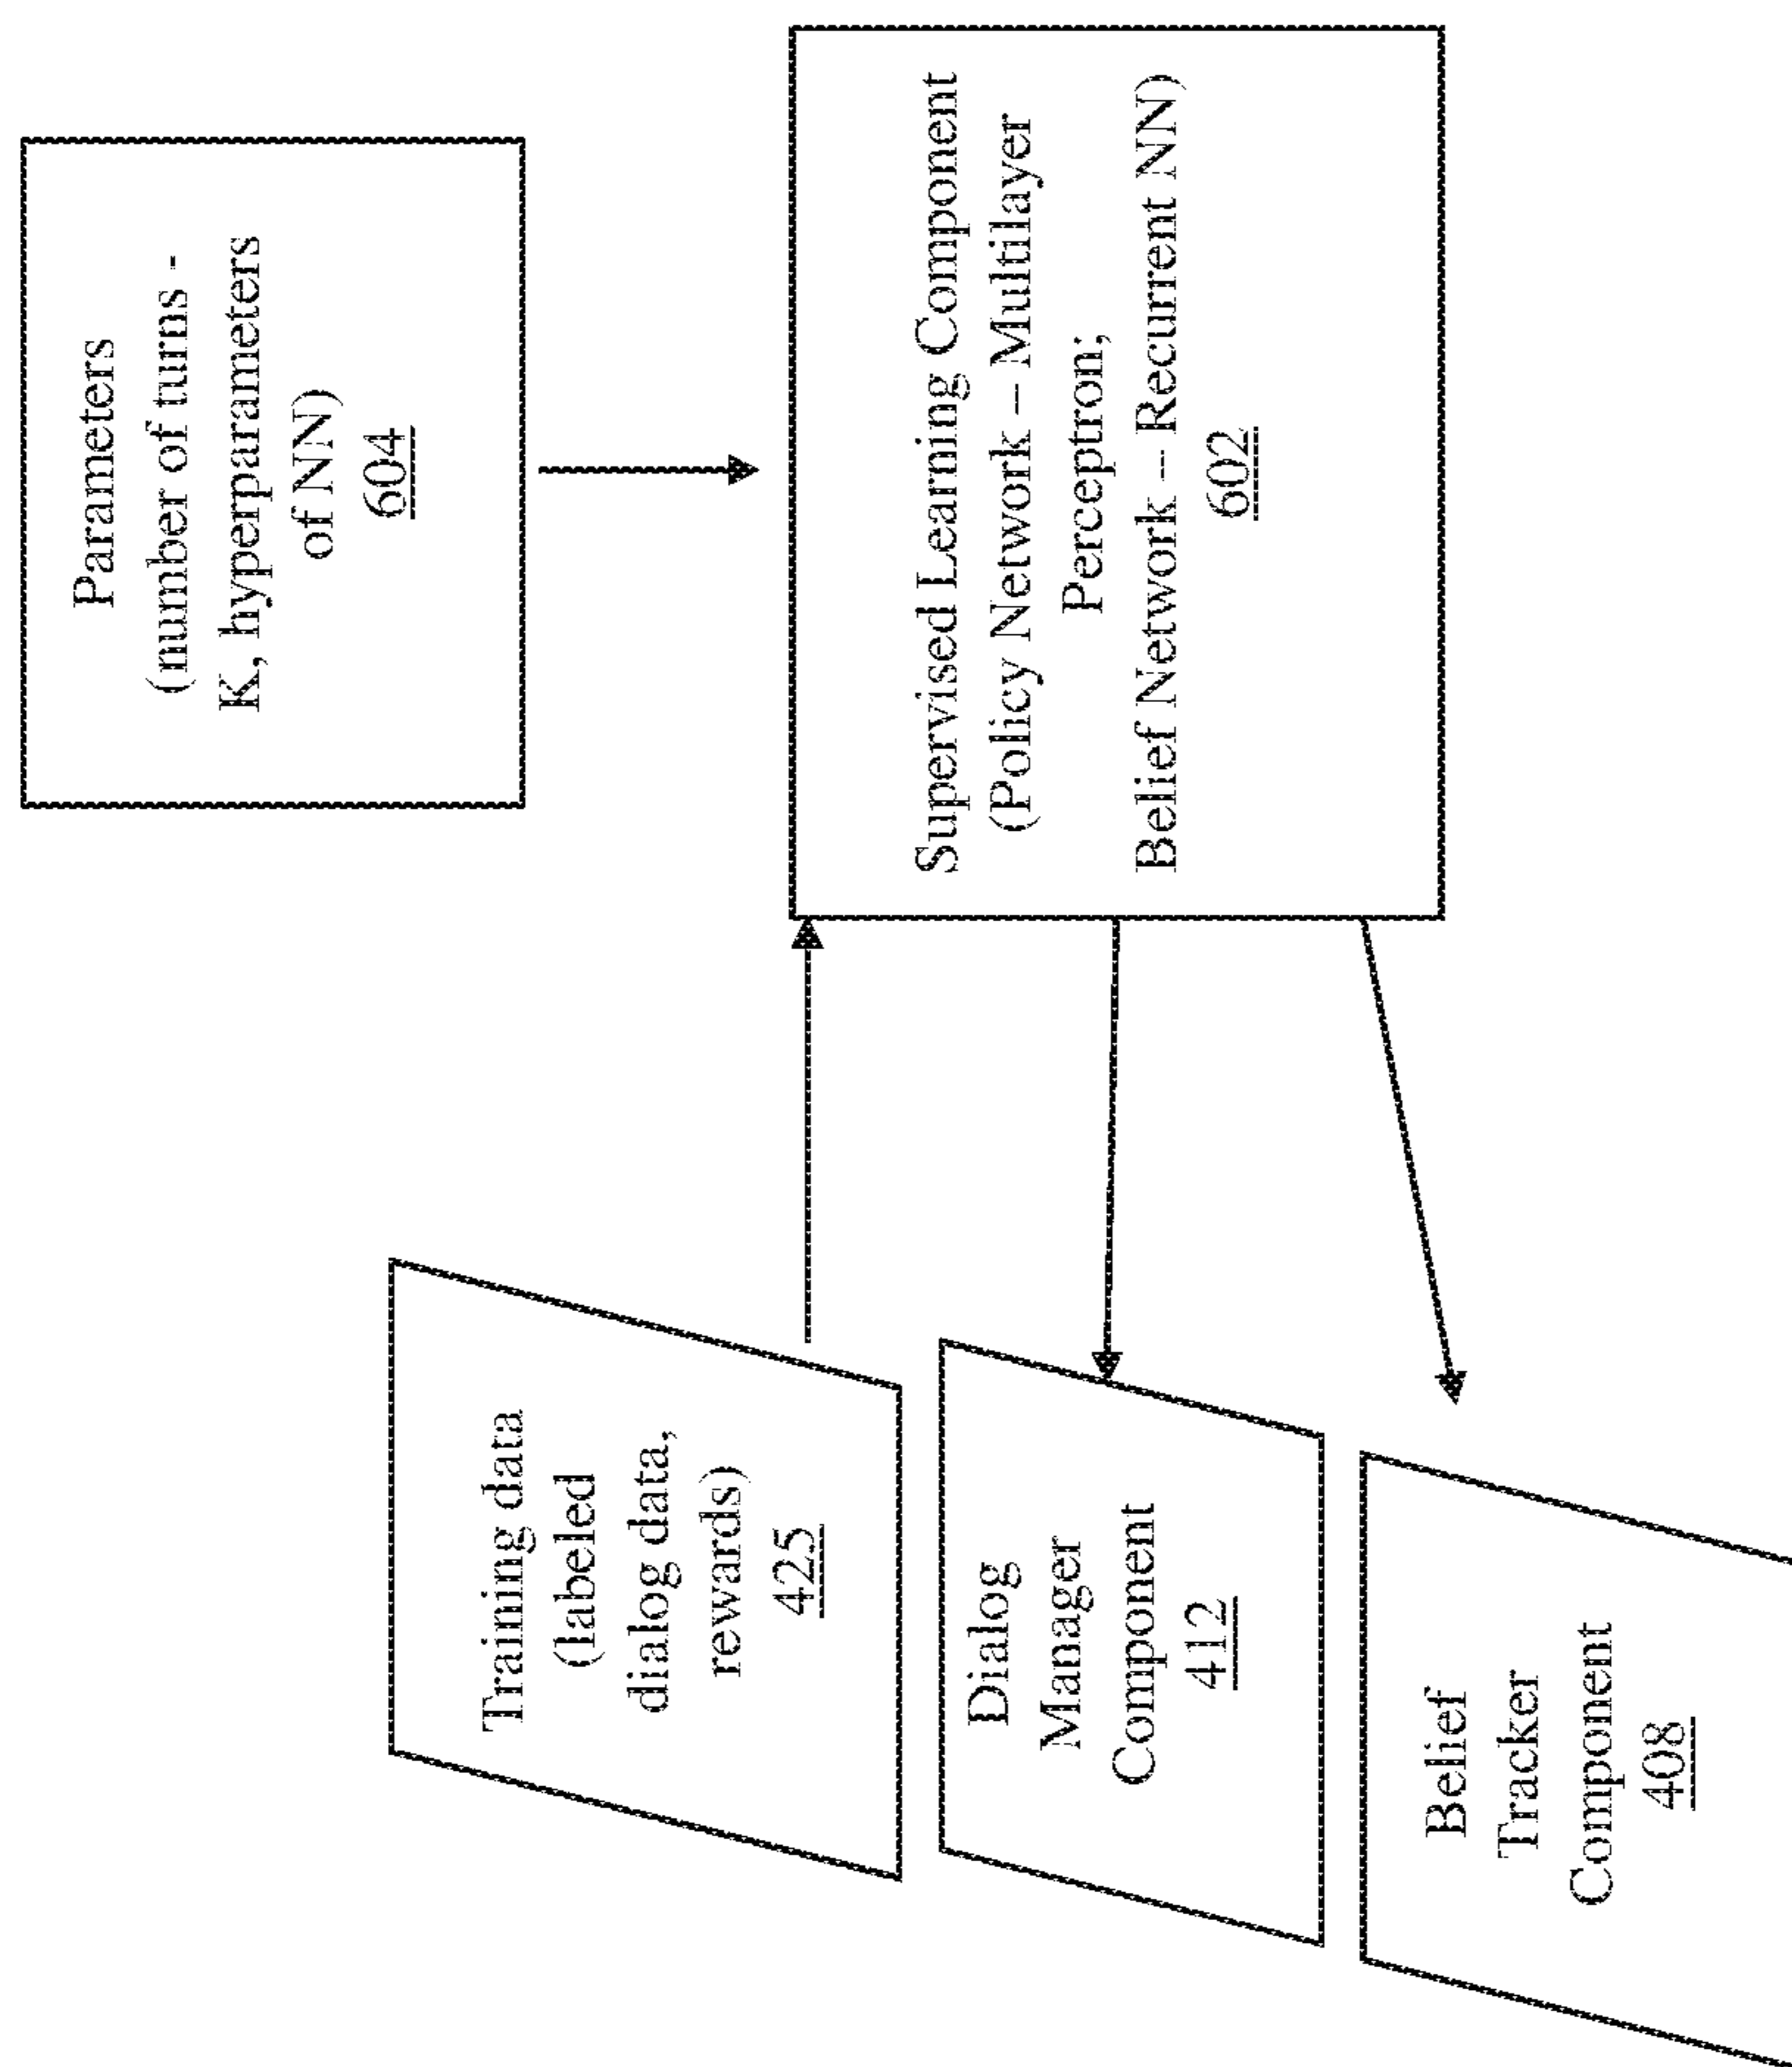 Training data
(labeled
dialog data,
rewards)
425
Dialog
Manager
Component
412
Belief
Tracker
Component
408
Parameters
(number of turns -
K, hyperparameters
of NN)
604
Supervised Learning Component
(Policy Network – Multilayer
Perceptron;
Belief Network – Recurrent NN)
602